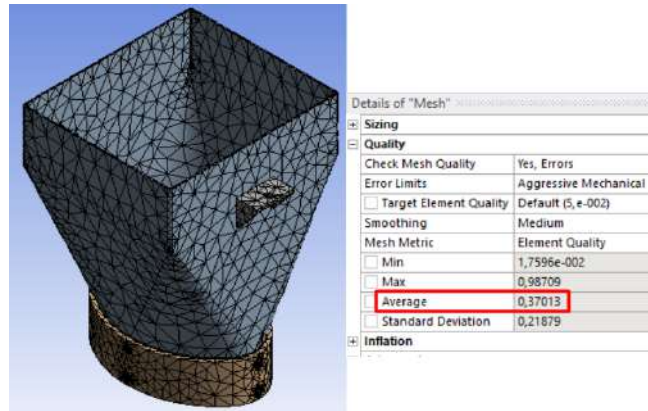 Details of "Mesh"
Sizing
Quality
Check Mesh Quality Yes, Errors
Error Limits Aggressive Mechanical
Target Element Quality Default (5,e-002)
Smoothing Medium
Mesh Metric Element Quality
Min 1,7596e-002
Max 0,98709
Average 0,37013
Standard Deviation 0,21879
Inflation